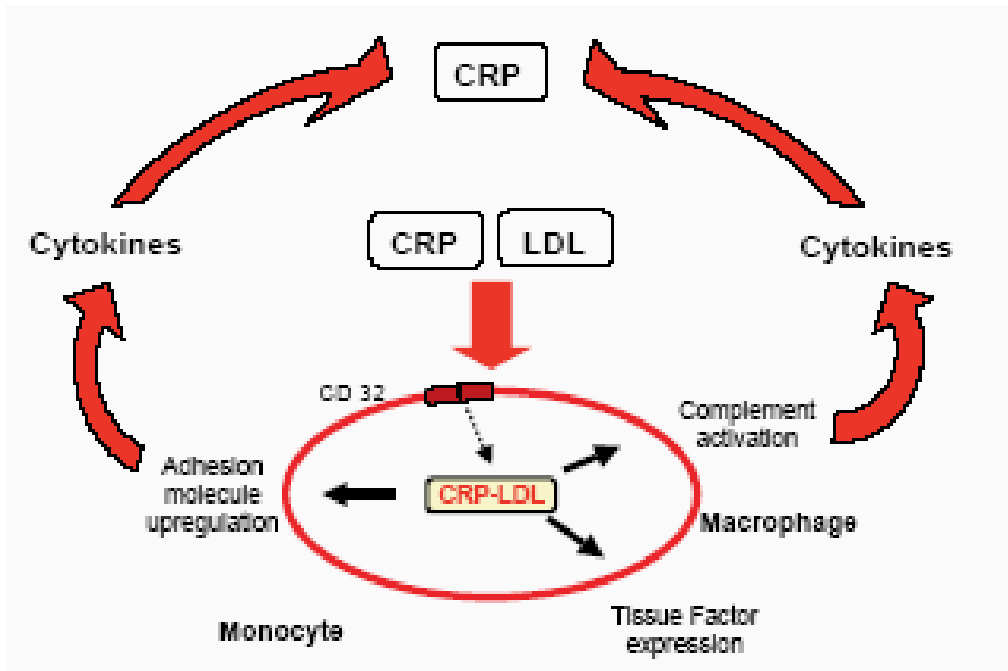 CRP
Cytokines
CRP
LDL
Cytokines
CD 32
Complement
activation
Adhesion
molecule
upregulation
CRP-LDL
Macrophage
Monocyte
Tissue Factor
expression